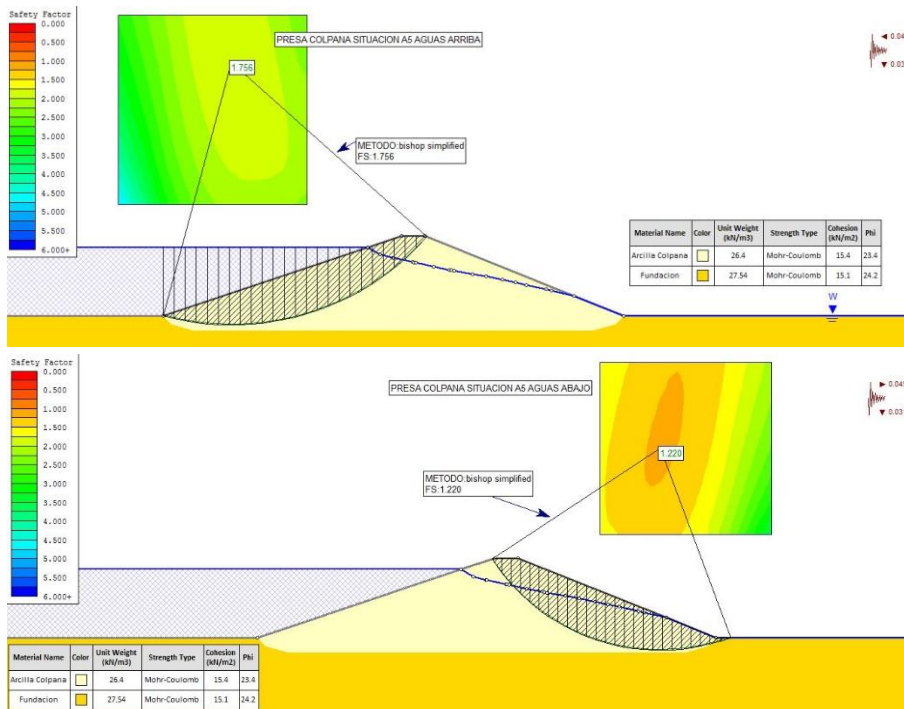 Safety Factor
0.000
0.500
1.000
1.500
2.000
2.500
3.000
3.500
4.000
4.500
5.000
5.500
6.000+
PRESA COLPANA SITUACION A5 AGUAS ARRIBA
1.756
METODO:bishop simplified
FS:1.756
Material Name Color Unit Weight (kN/m3) Strength Type Cohesion (kN/m2) Phi
Arcilla Colpana 26.4 Mohr-Coulomb 15.4 23.4
Fundacion 27.54 Mohr-Coulomb 15.1 24.2
W
Safety Factor
0.000
0.500
1.000
1.500
2.000
2.500
3.000
3.500
4.000
4.500
5.000
5.500
6.000+
PRESA COLPANA SITUACION A5 AGUAS ABAJO
1.220
METODO:bishop simplified
FS:1.220
Material Name Color Unit Weight (kN/m3) Strength Type Cohesion (kN/m2) Phi
Arcilla Colpana 26.4 Mohr-Coulomb 15.4 23.4
Fundacion 27.54 Mohr-Coulomb 15.1 24.2